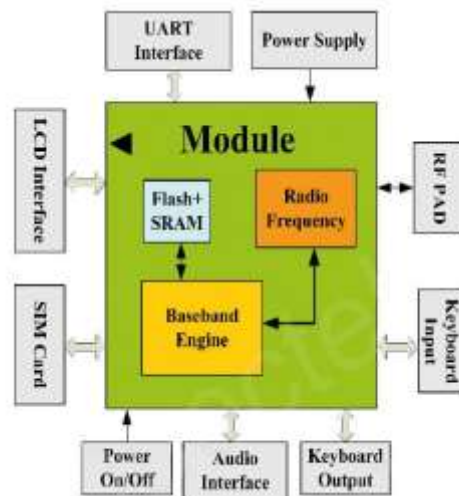 UART
Interface
Power Supply
LCD Interface
Module
RF PAD
Flash+
SRAM
Radio
Frequency
SIM Card
Baseband
Engine
Keyboard
Input
Power
On/Off
Audio
Interface
Keyboard
Output